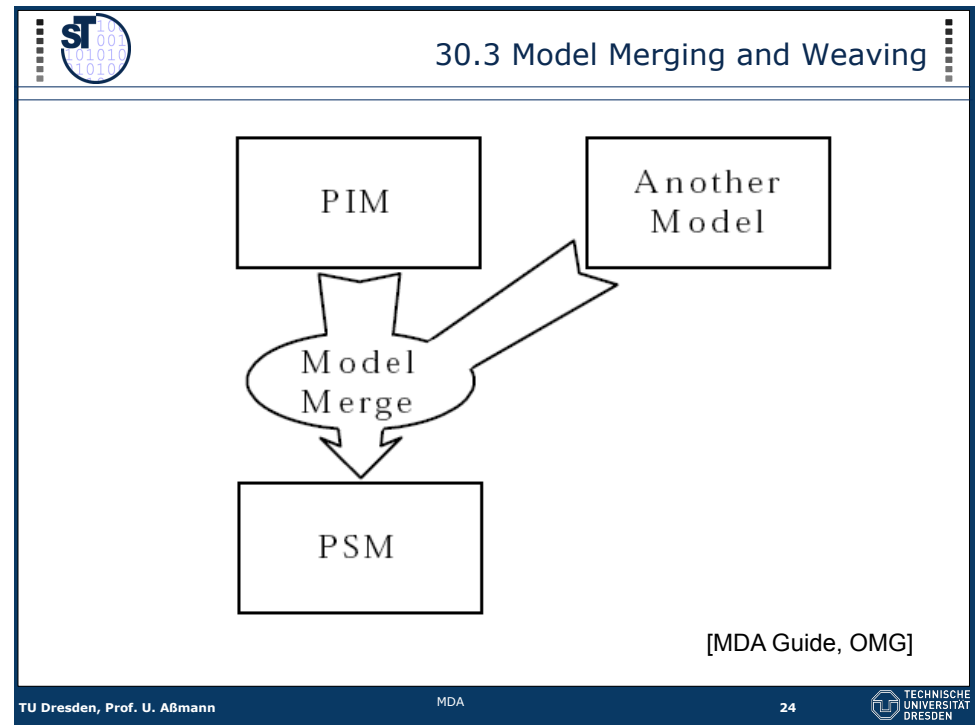 ST
30.3 Model Merging and Weaving
PIM
Another
Model
Model
Merge
PSM
[MDA Guide, OMG]
TU Dresden, Prof. U. Aßmann
MDA
24
TECHNISCHE
UNIVERSITÄT
DRESDEN